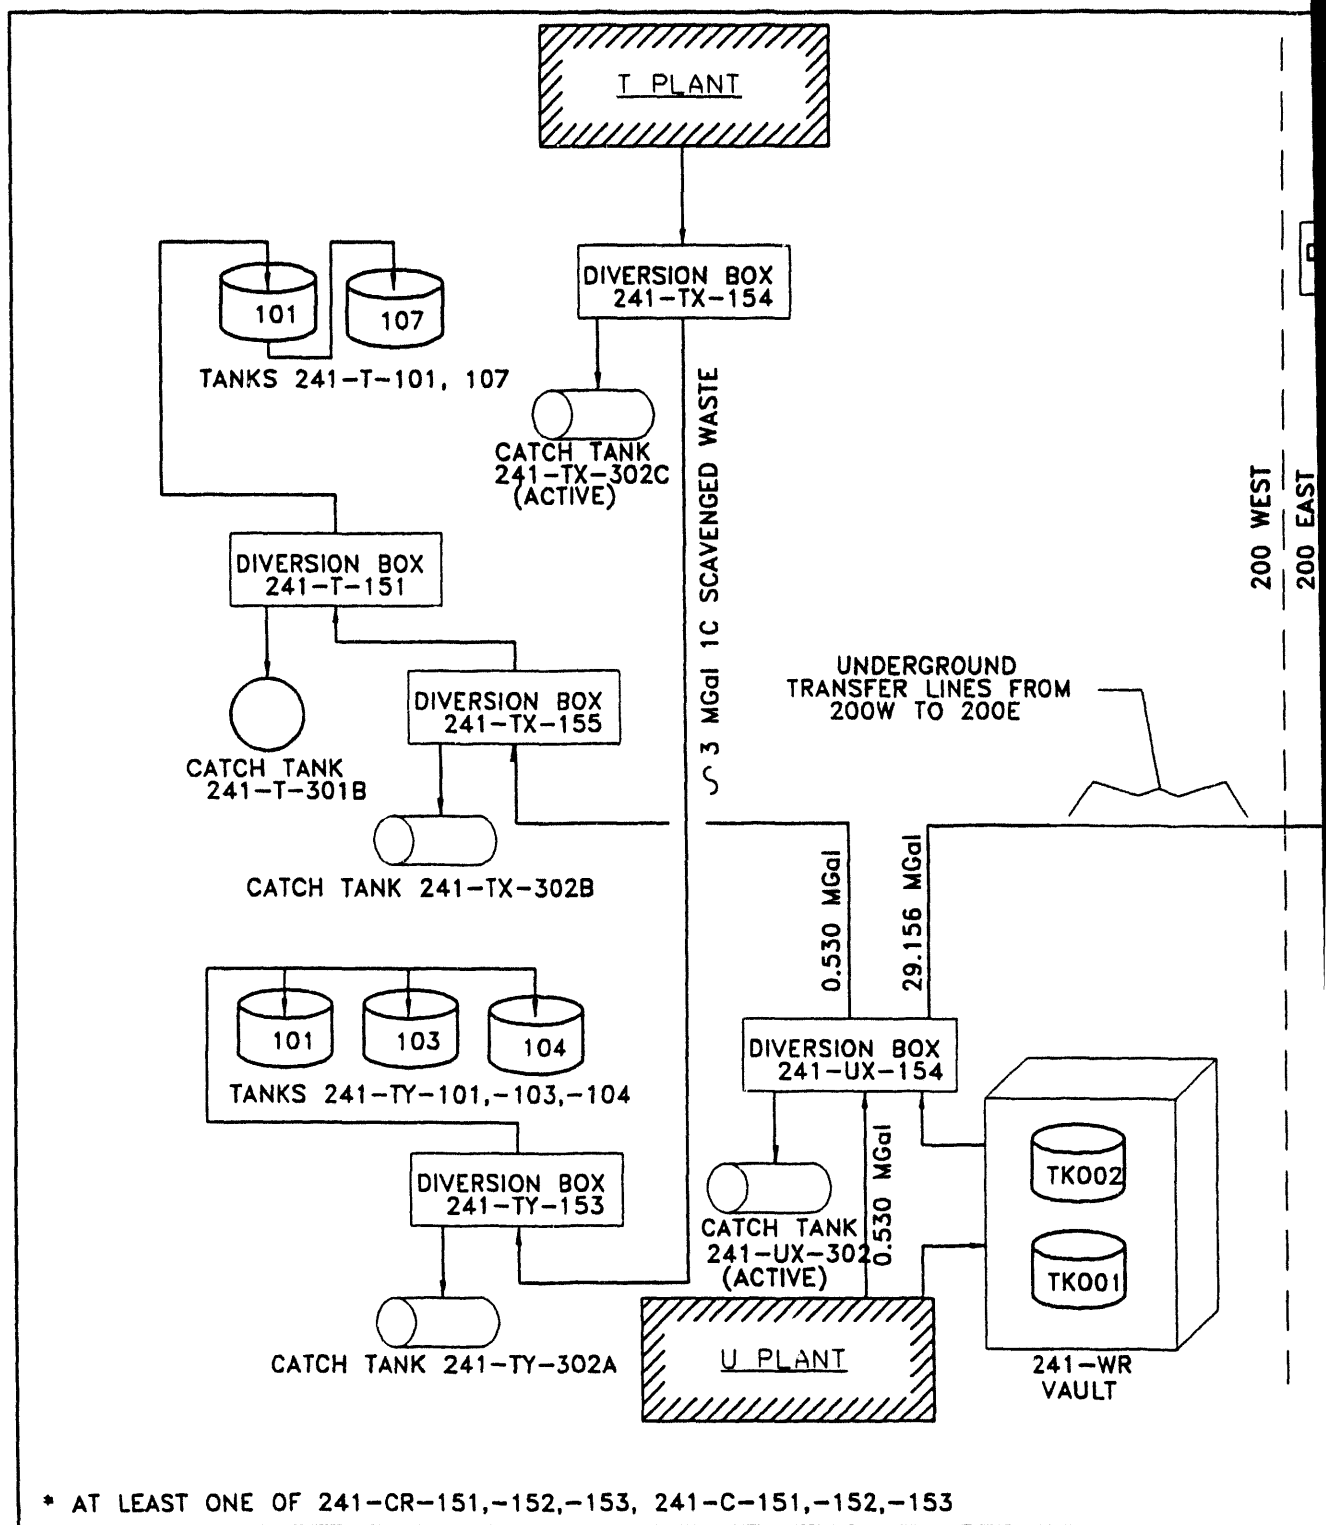 T PLANT
DIVERSION BOX
241-TX-154
101
107
TANKS 241-T-101, 107
CATCH TANK
241-TX-302C
(ACTIVE)
3 MGal 1C SCAVENGED WASTE
200 WEST
200 EAST
DIVERSION BOX
241-T-151
CATCH TANK
241-T-301B
DIVERSION BOX
241-TX-155
UNDERGROUND
TRANSFER LINES FROM
200W TO 200E
CATCH TANK 241-TX-302B
0.530 MGal
29.156 MGal
101
103
104
TANKS 241-TY-101,-103,-104
DIVERSION BOX
241-UX-154
DIVERSION BOX
241-TY-153
CATCH TANK
241-UX-302
(ACTIVE)
0.530 MGal
TK002
TK001
241-WR
VAULT
CATCH TANK 241-TY-302A
U PLANT
* AT LEAST ONE OF 241-CR-151,-152,-153, 241-C-151,-152,-153